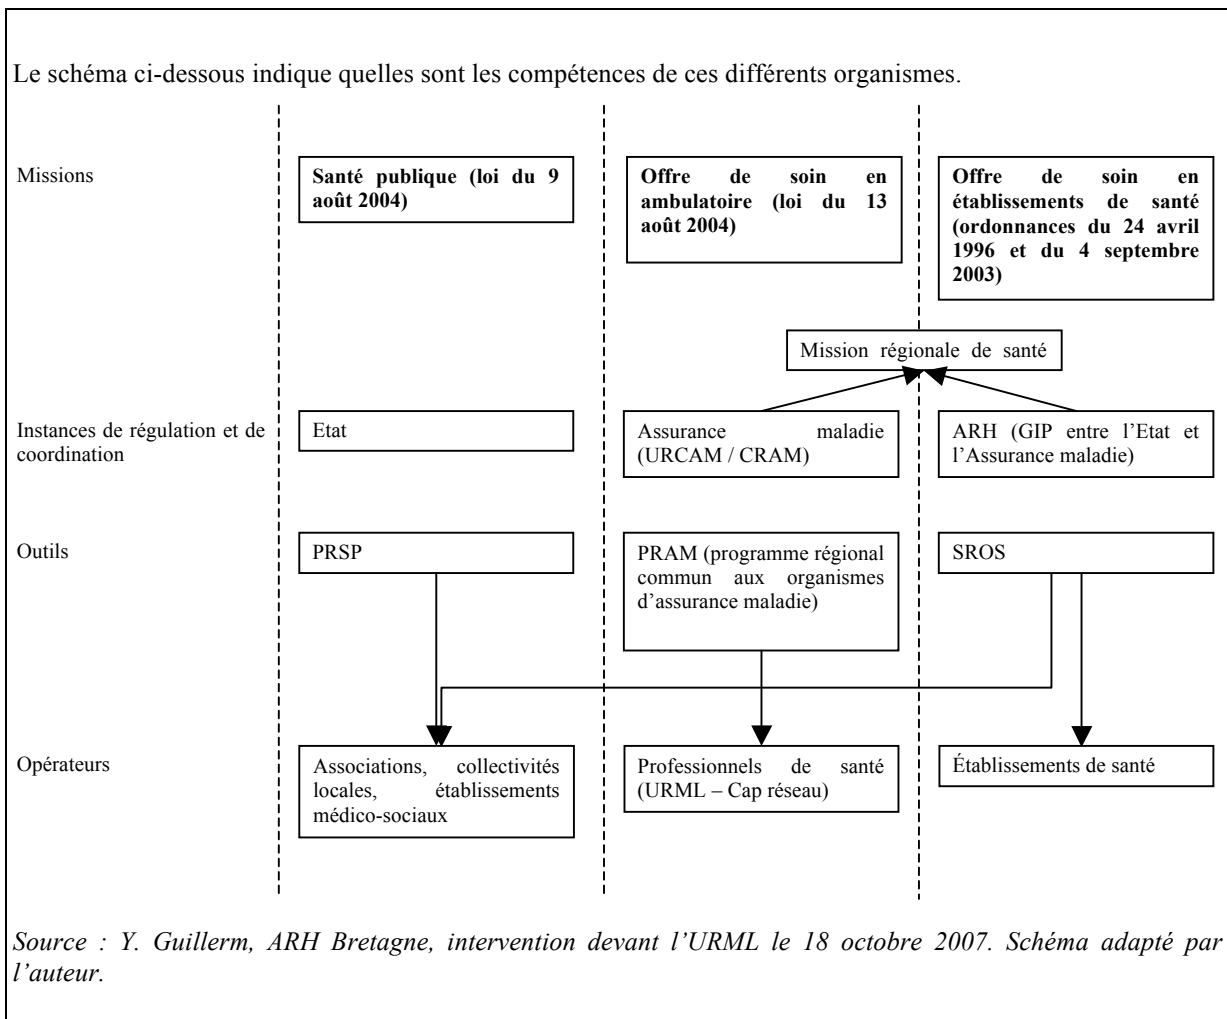 Le schéma ci-dessous indique quelles sont les compétences de ces différents organismes.
Missions
Santé publique (loi du 9
août 2004)
Offre de soin en
ambulatoire (loi du 13
août 2004)
Offre de soin en
établissements de santé
(ordonnances du 24 avril
1996 et du 4 septembre
2003)
Mission régionale de santé
Instances de régulation et de
coordination
Etat
Assurance maladie
(URCAM / CRAM)
ARH (GIP entre l'Etat et
l'Assurance maladie)
Outils
PRSP
PRAM (programme régional
commun aux organismes
d'assurance maladie)
SROS
Opérateurs
Associations, collectivités
locales, établissements
médico-sociaux
Professionnels de santé
(URML – Cap réseau)
Établissements de santé
Source : Y. Guillerm, ARH Bretagne, intervention devant l'URML le 18 octobre 2007. Schéma adapté par
l'auteur.